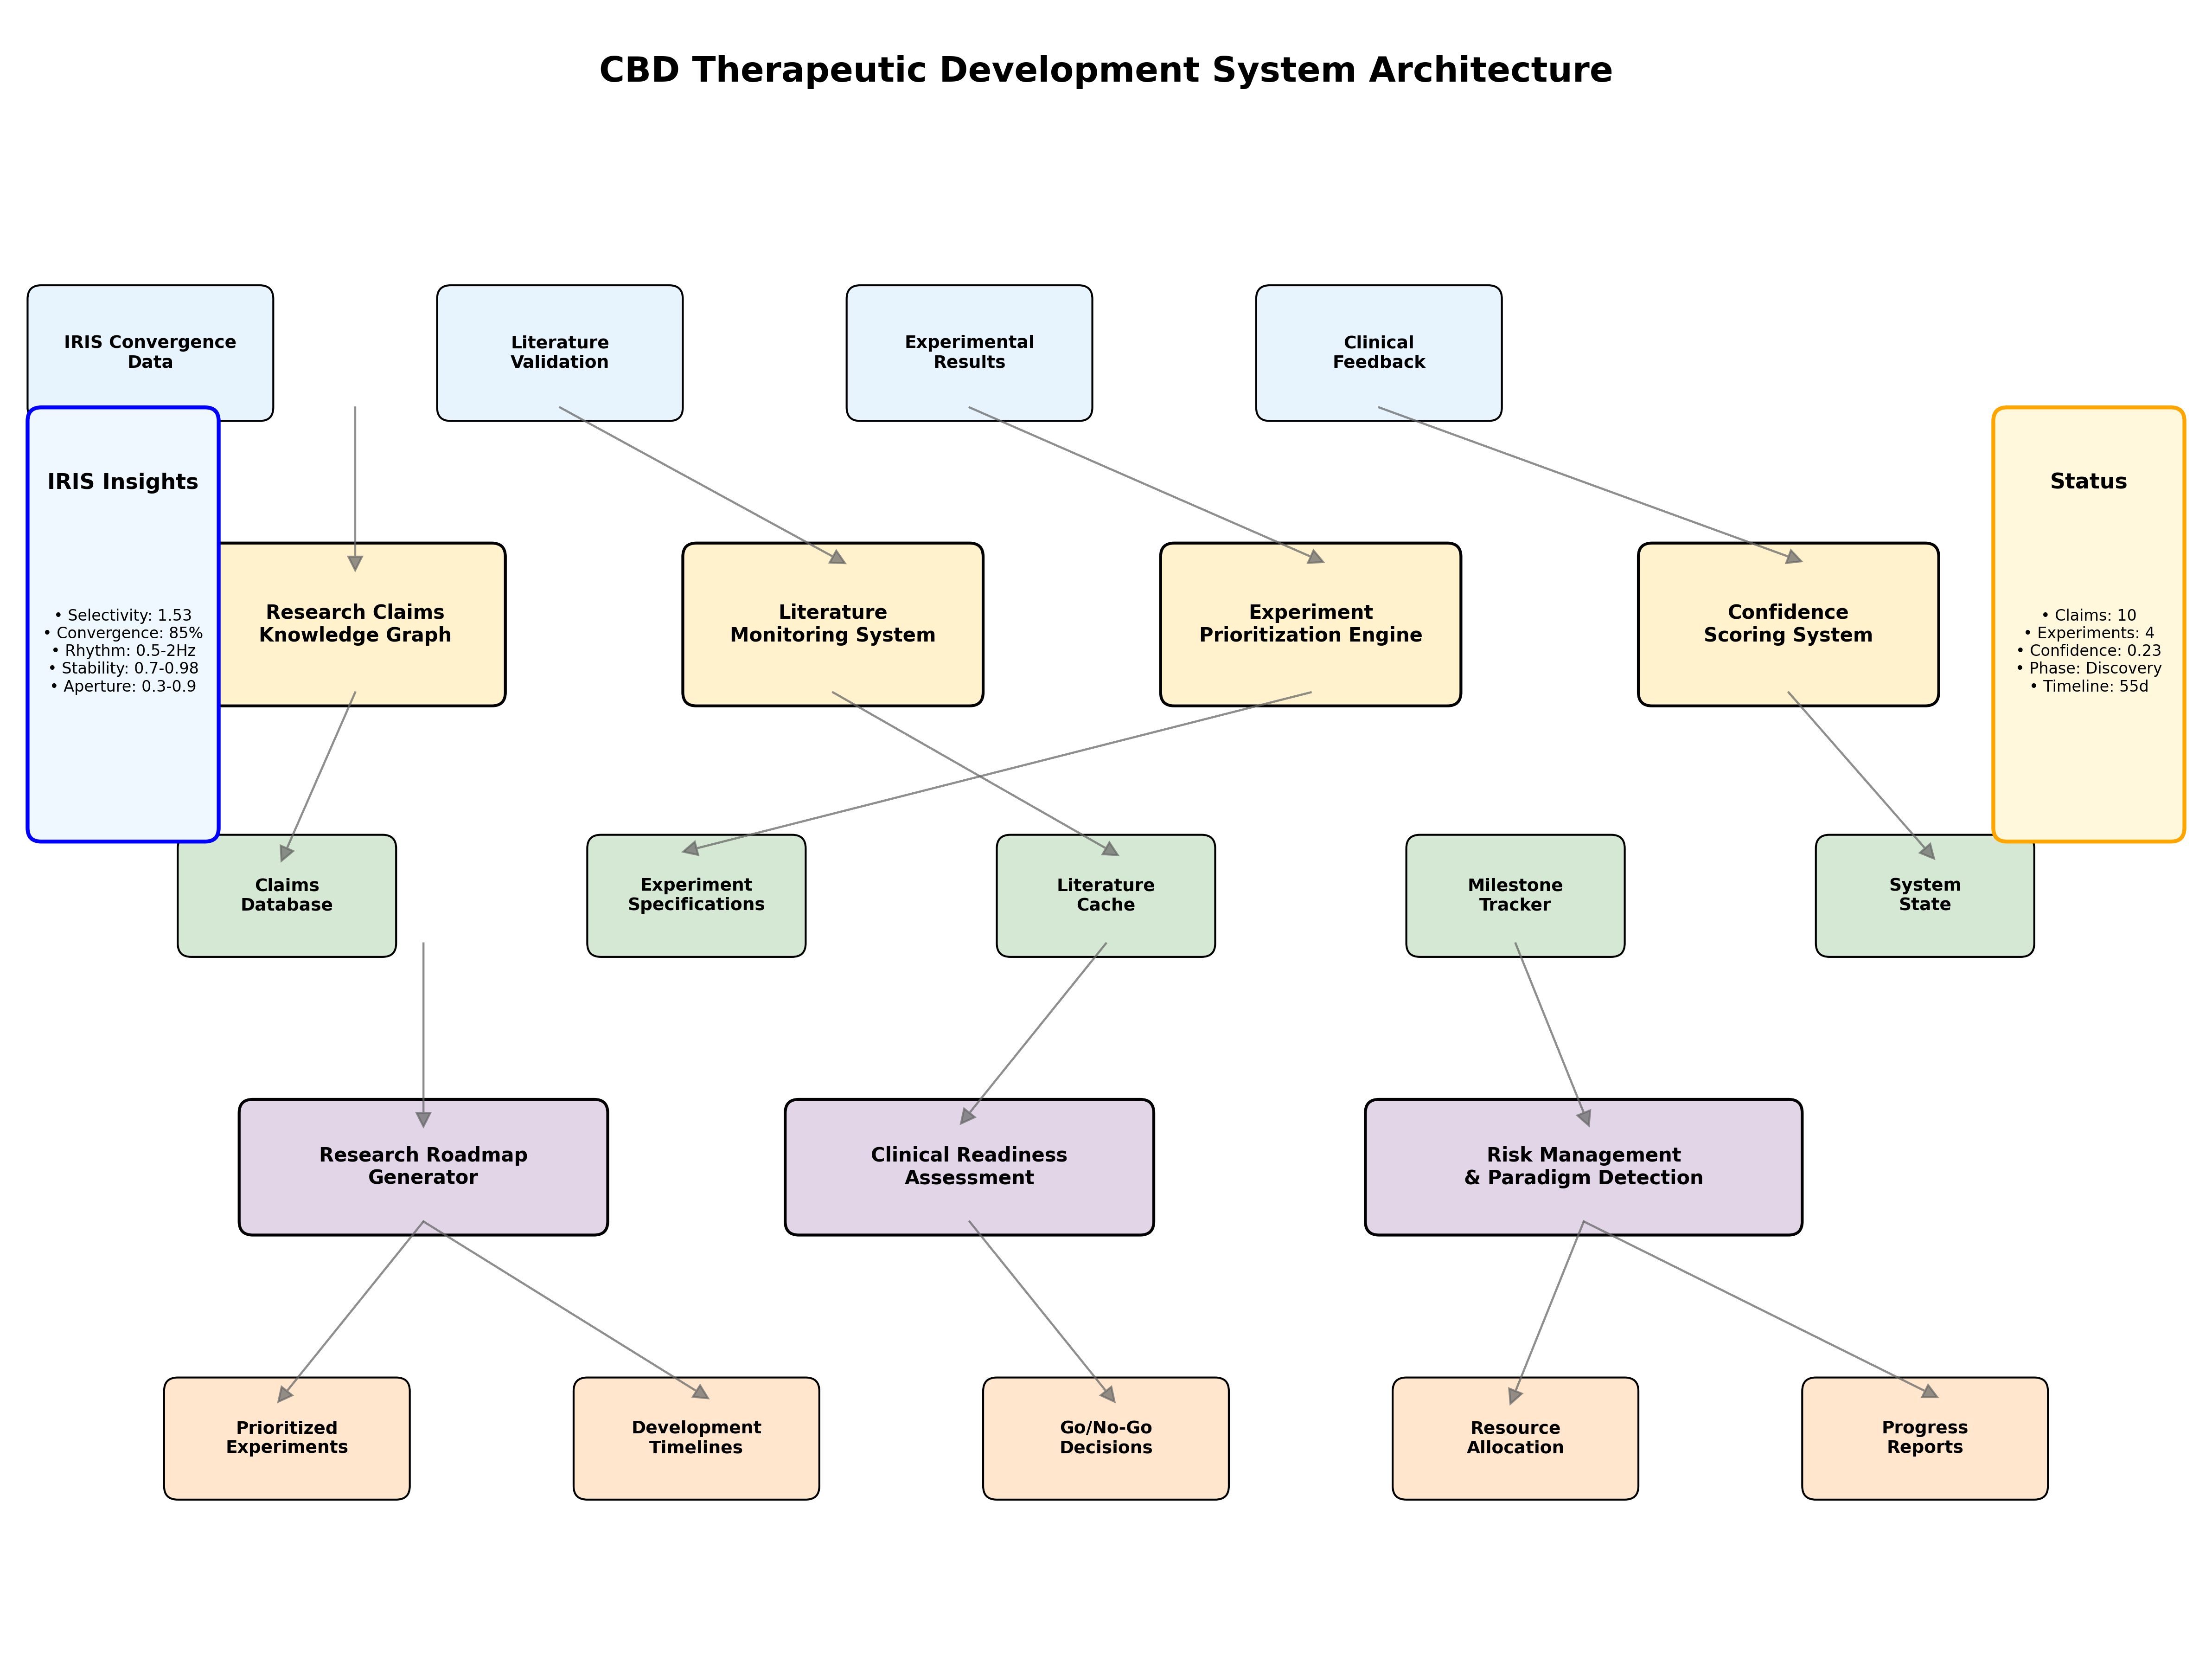 CBD Therapeutic Development System Architecture
IRIS Convergence
Data
Literature
Validation
Experimental
Results
Clinical
Feedback
IRIS Insights
• Selectivity: 1.53
• Convergence: 85%
• Rhythm: 0.5-2Hz
• Stability: 0.7-0.98
• Aperture: 0.3-0.9
Research Claims
Knowledge Graph
Literature
Monitoring System
Experiment
Prioritization Engine
Confidence
Scoring System
Status
• Claims: 10
• Experiments: 4
• Confidence: 0.23
• Phase: Discovery
• Timeline: 55d
Claims
Database
Experiment
Specifications
Literature
Cache
Milestone
Tracker
System
State
Research Roadmap
Generator
Clinical Readiness
Assessment
Risk Management
& Paradigm Detection
Prioritized
Experiments
Development
Timelines
Go/No-Go
Decisions
Resource
Allocation
Progress
Reports